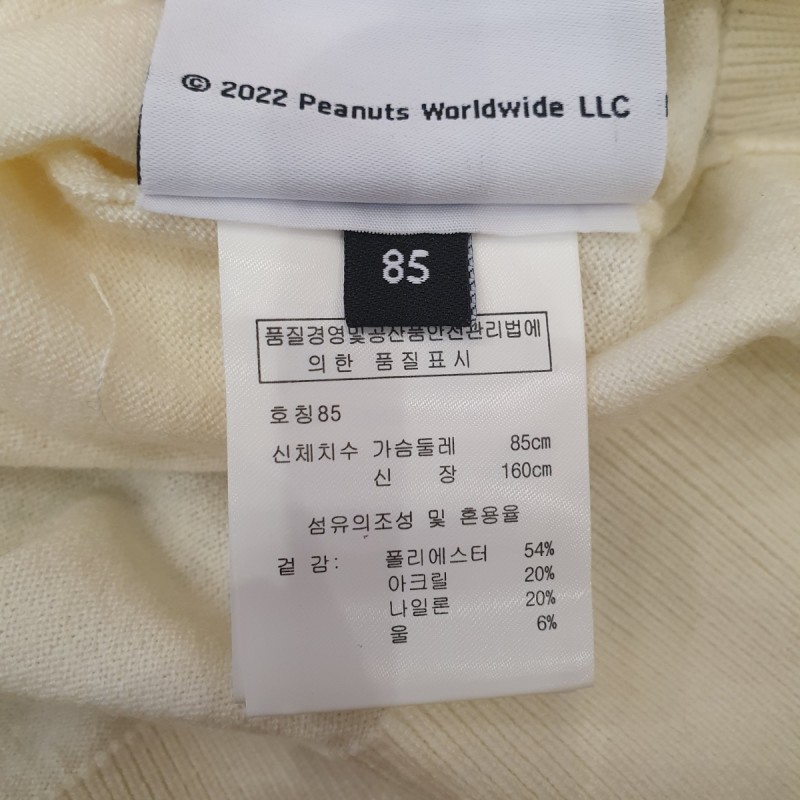 © 2022 Peanuts Worldwide LLC
85
품질경영및공산품안전관리법에
의한 품질표시
호칭85
신체치수 가슴둘레 85cm
신 장 160cm
섬유의조성 및 혼용율
겉 감: 폴리에스터 54%
아크릴 20%
나일론 20%
울 6%